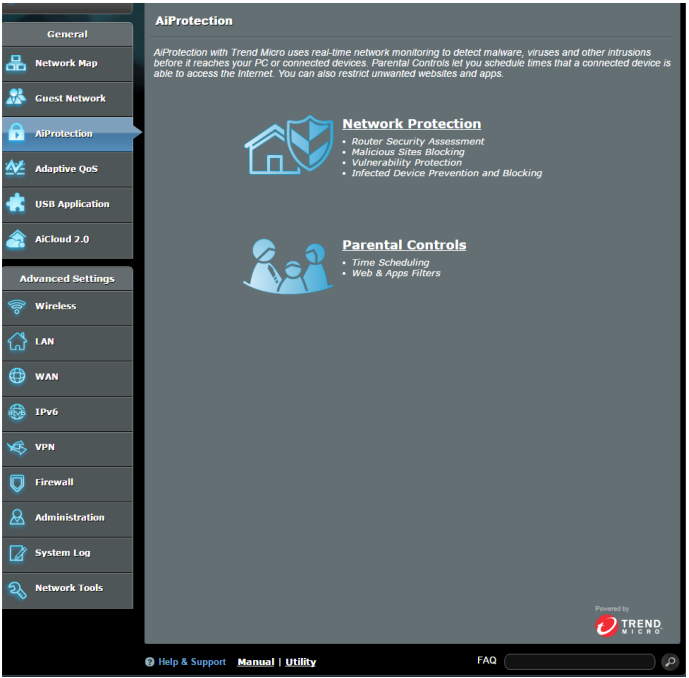 General
Network Map
Guest Network
AiProtection
Adaptive QoS
USB Application
AiCloud 2.0
Advanced Settings
Wireless
LAN
WAN
IPv6
IPv6
VPN
Firewall
Administration
System Log
Network Tools
AiProtection
AiProtection with Trend Micro uses real-time network monitoring to detect malware, viruses and other intrusions
before it reaches your PC or connected devices. Parental Controls let you schedule times that a connected device is
able to access the Internet. You can also restrict unwanted websites and apps.
Network Protection
• Router Security Assessment
• Malicious Sites Blocking
• Vulnerability Protection
• Infected Device Prevention and Blocking
Parental Controls
• Time Scheduling
• Web & Apps Filters
Powered by
TREND
MICRO
? Help & Support Manual | Utility FAQ